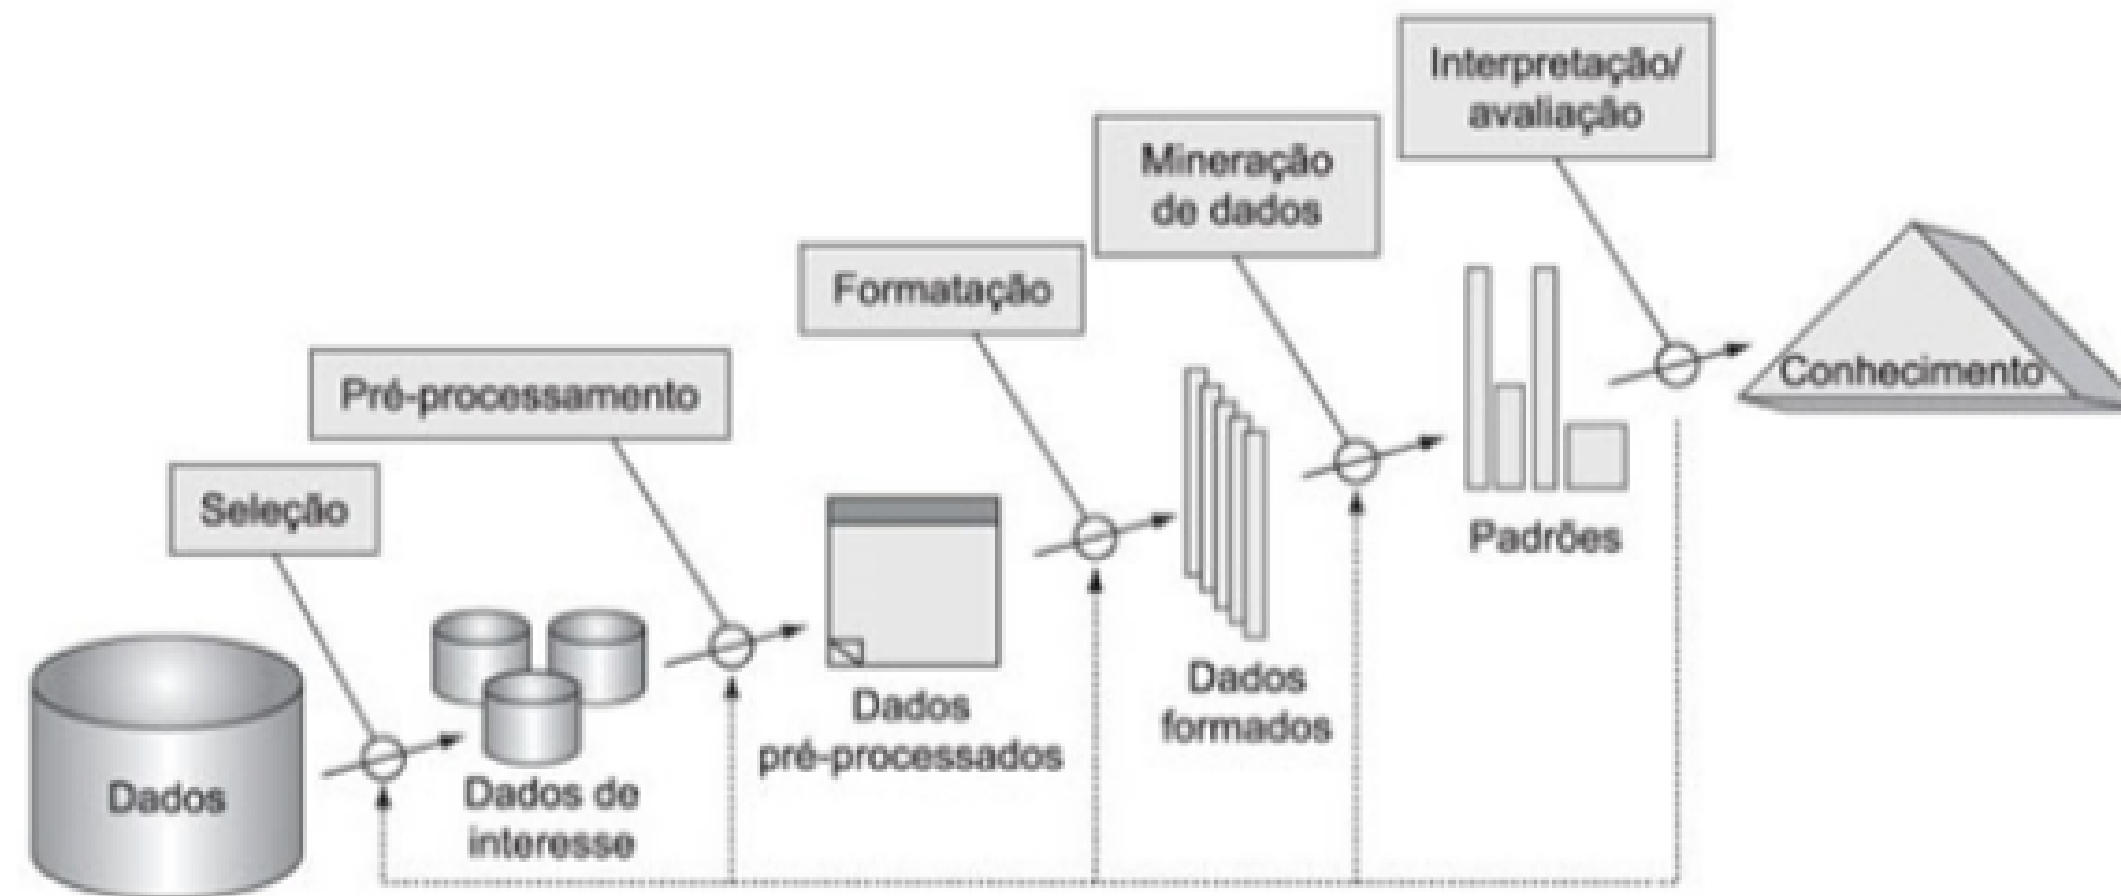 Interpretação/
avaliação
Mineração
de dados
Formatação
Pré-processamento
Seleção
Conhecimento
Padrões
Dados
formados
Dados
pré-processados
Dados de
interesse
Dados